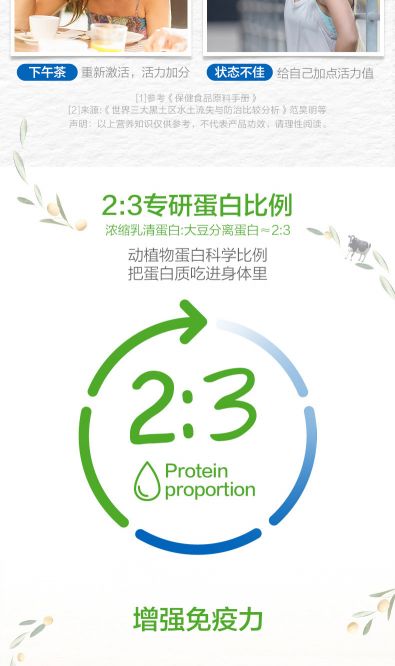 下午茶 重新激活，活力加分
状态不佳 给自己加点活力值
[1]参考《保健食品原料手册》
[2]来源:《世界三大黑土区水土流失与防治比较分析》范昊明等
声明：以上营养知识仅供参考，不代表产品功效、请理性阅读。
2:3专研蛋白比例
浓缩乳清蛋白:大豆分离蛋白≈2:3
动植物蛋白科学比例
把蛋白质吃进身体里
2:3
Protein
proportion
增强免疫力